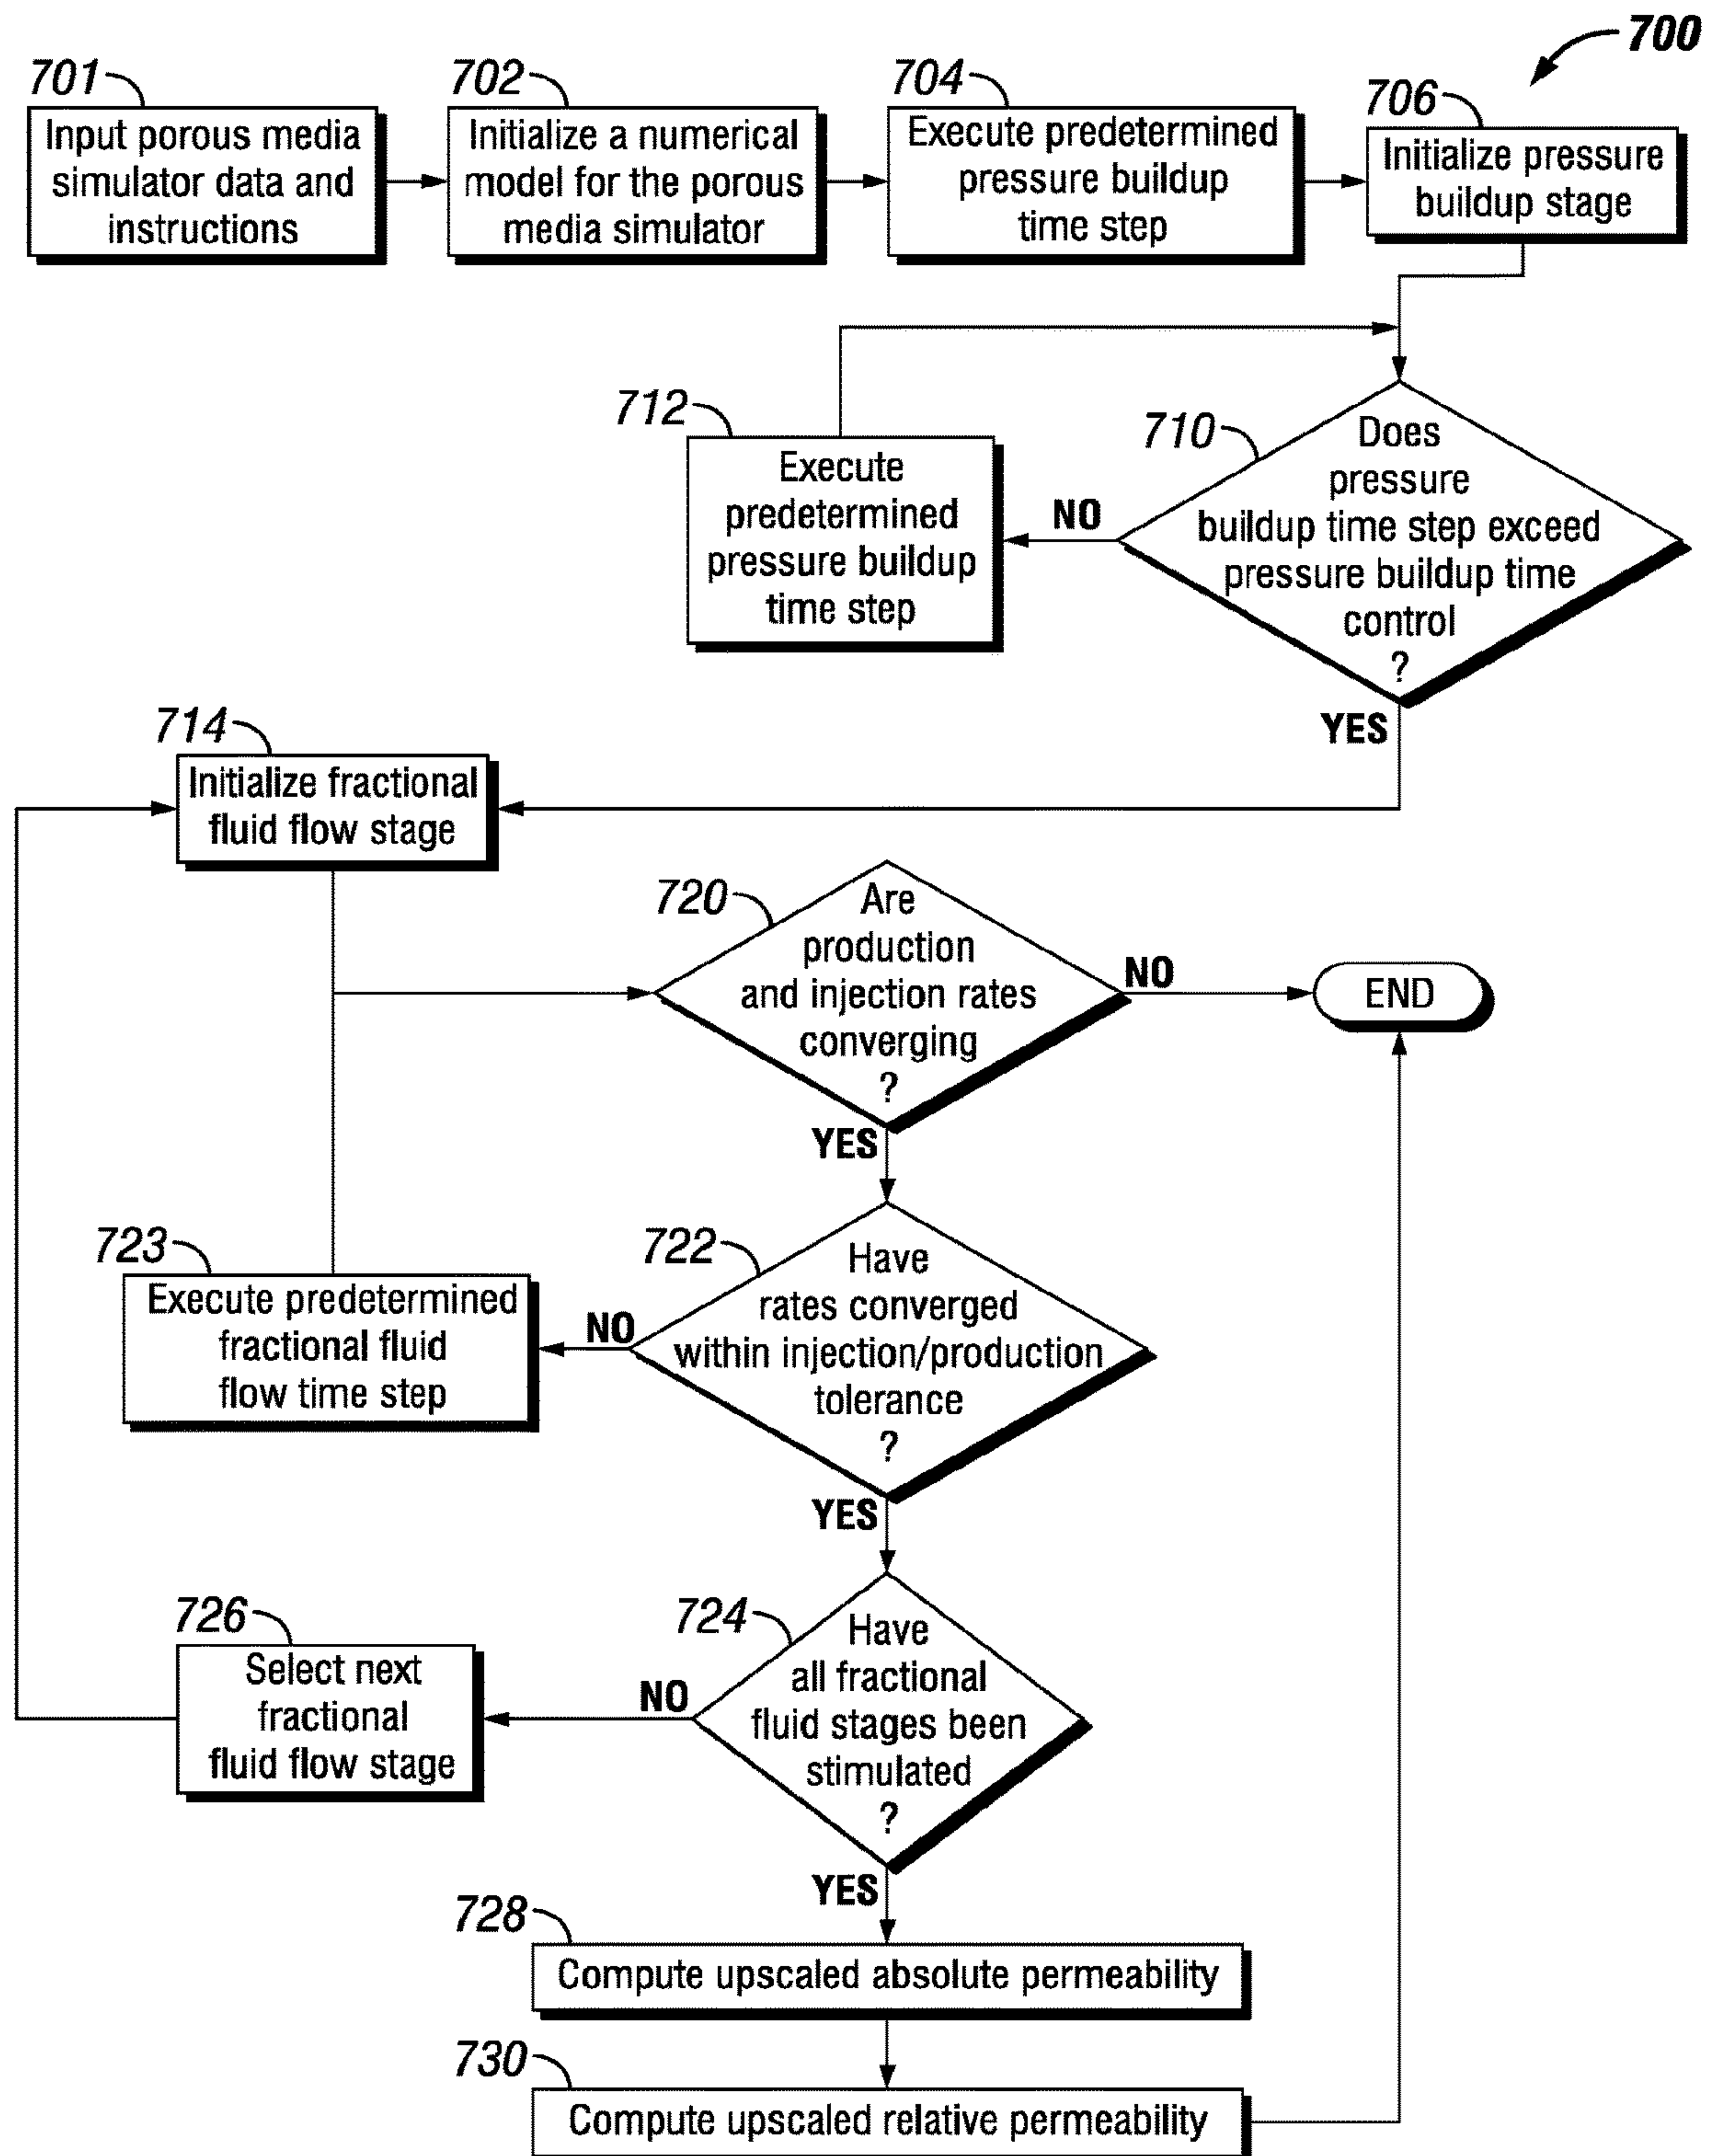 700
701
Input porous media
simulator data and
instructions
702
Initialize a numerical
model for the porous
media simulator
704
Execute predetermined
pressure buildup
time step
706
Initialize pressure
buildup stage
710
Does
pressure
buildup time step exceed
pressure buildup time
control
?
NO
712
Execute
predetermined
pressure buildup
time step
YES
714
Initialize fractional
fluid flow stage
720
Are
production
and injection rates
converging
?
NO
END
YES
722
Have
rates converged
within injection/production
tolerance
?
NO
723
Execute predetermined
fractional fluid
flow time step
YES
724
Have
all fractional
fluid stages been
stimulated
?
NO
726
Select next
fractional
fluid flow stage
YES
728
Compute upscaled absolute permeability
730
Compute upscaled relative permeability